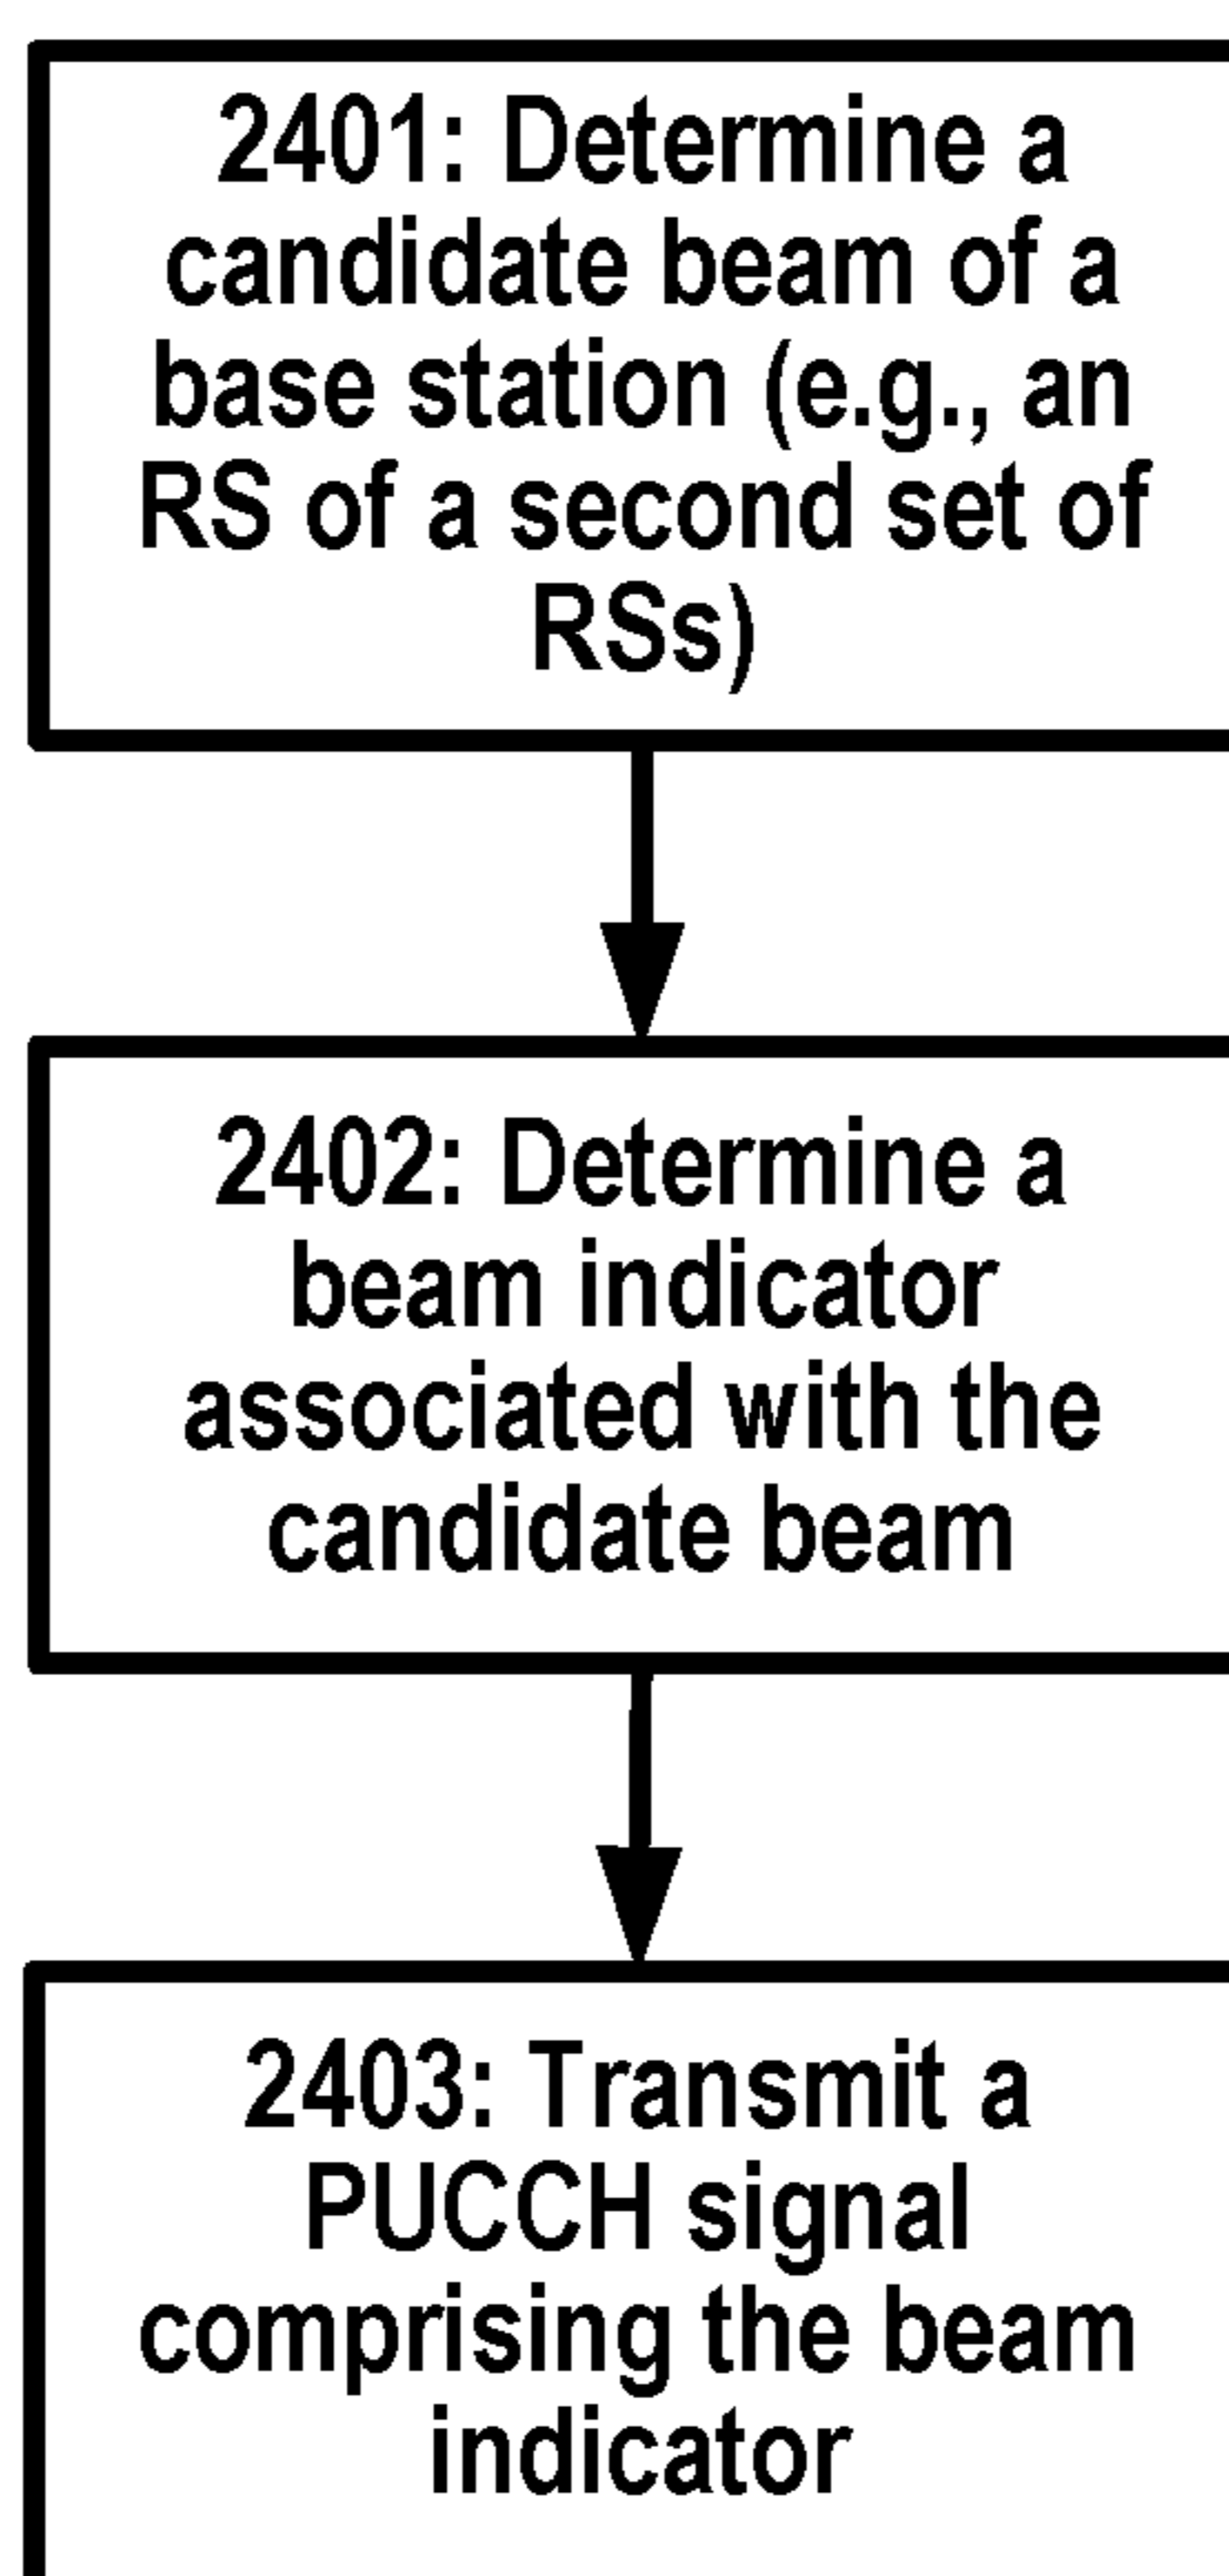 2401: Determine a
candidate beam of a
base station (e.g., an
RS of a second set of
RSs)
2402: Determine a
beam indicator
associated with the
candidate beam
2403: Transmit a
PUCCH signal
comprising the beam
indicator